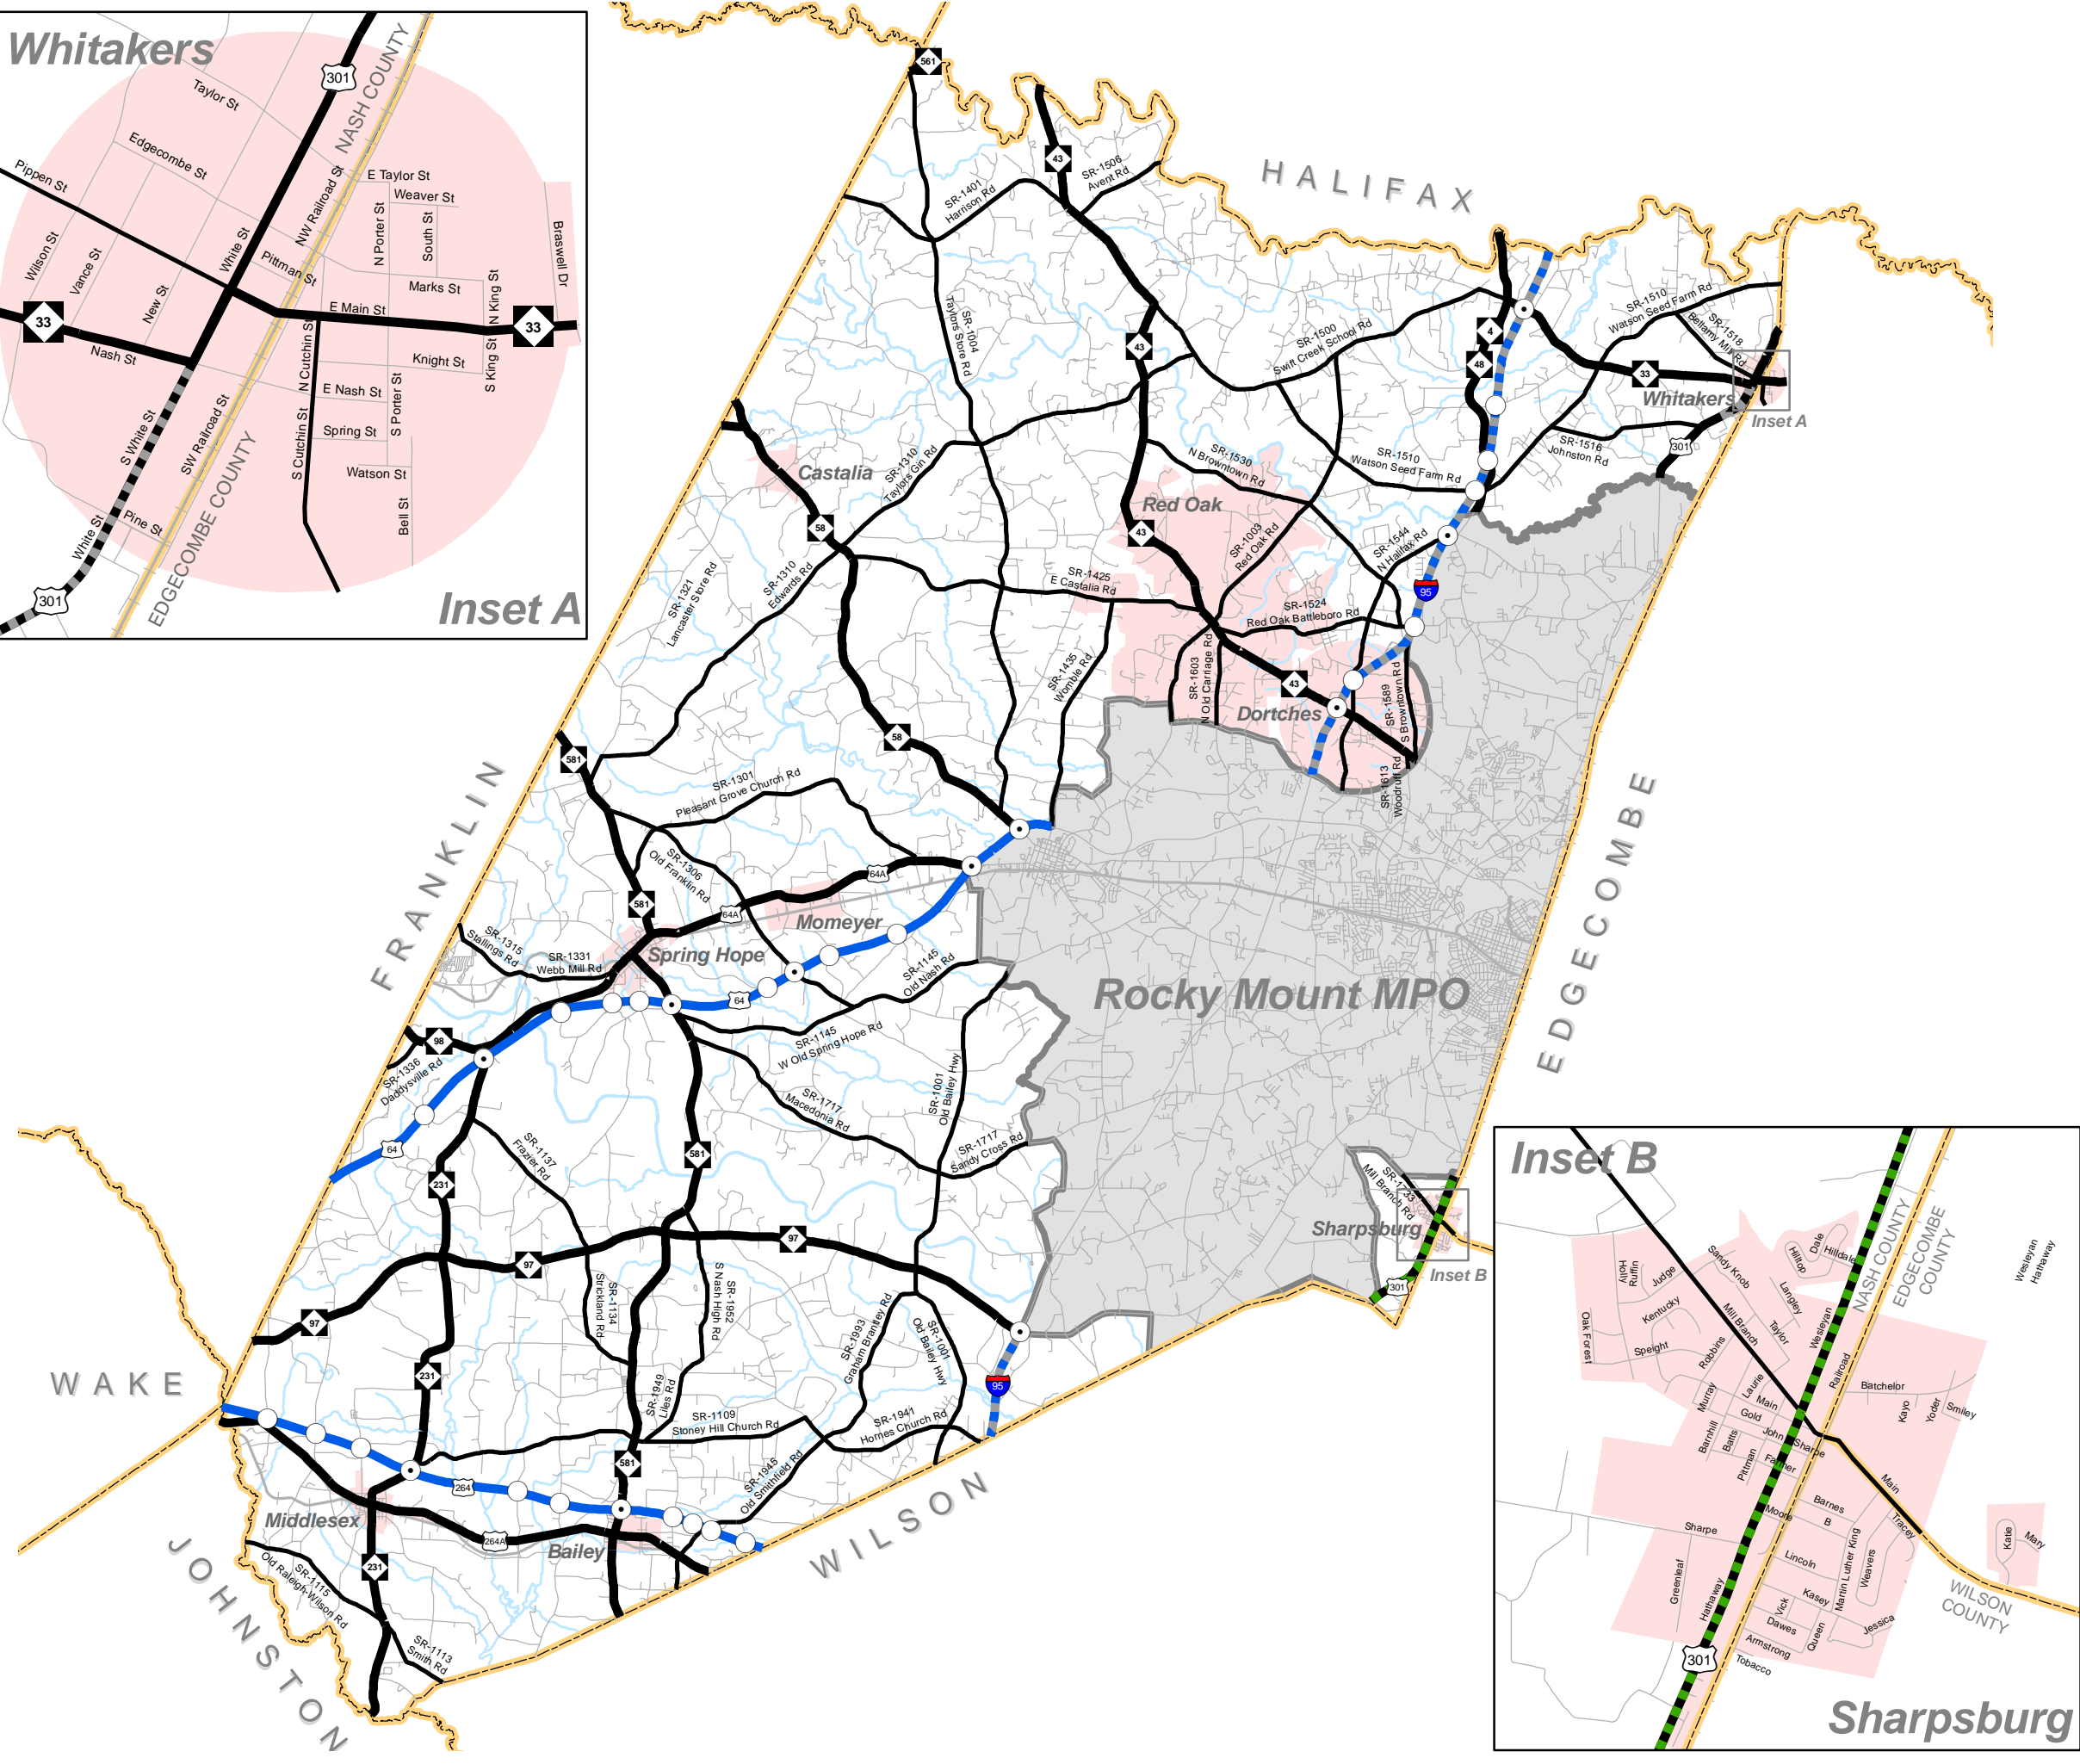 Whitakers
301
NASH COUNTY
Taylor St
Edgecombe St
Pippen St
NW Railroad St
E Taylor St
Weaver St
N Porter St
South St
Braswell Dr
Wilson St
Vance St
New St
White St
Pittman St
Marks St
N King St
33
E Main St
33
Nash St
N Cutchin St
Knight St
S King St
E Nash St
S Porter St
S White St
SW Railroad St
S Cutchin St
Spring St
Watson St
Bell St
White St
Pine St
EDGECOMBE COUNTY
301
Inset A
561
43
SR-1506
Avent Rd
SR-1401
Harrison Rd
HALIFAX
SR-1004
Taylors Store Rd
43
SR-1500
Swift Creek School Rd
4
48
SR-1510
Watson Seed Farm Rd
SR-1518
Bellamy Mill Rd
33
Whitakers
Inset A
301
SR-1516
Johnston Rd
Castalia
SR-1310
Taylors Gin Rd
58
SR-1530
N Browntown Rd
SR-1510
Watson Seed Farm Rd
Red Oak
43
SR-1003
Red Oak Rd
SR-1544
N Halifax Rd
95
SR-1321
Lancaster Store Rd
SR-1310
Edwards Rd
SR-1425
E Castalia Rd
SR-1524
Red Oak Battleboro Rd
SR-1435
Womble Rd
SR-1603
N Old Carriage Rd
43
Dortches
SR-1589
S Browntown Rd
SR-1613
Woodruff Rd
58
581
FRANKLIN
SR-1301
Pleasant Grove Church Rd
SR-1306
Old Franklin Rd
64A
581
64A
Momeyer
Spring Hope
SR-1315
Stallings Rd
SR-1331
Webb Mill Rd
64
SR-1145
Old Nash Rd
Rocky Mount MPO
EDGECOMBE
98
SR-1336
Daddysville Rd
64
SR-1145
W Old Spring Hope Rd
SR-1717
Macedonia Rd
SR-1001
Old Bailey Hwy
SR-1717
Sandy Cross Rd
SR-1137
Frazier Rd
231
581
SR-1733
Mill Branch Rd
Sharpsburg
Inset B
301
97
97
97
SR-1134
Strickland Rd
SR-1952
S Nash High Rd
SR-1993
Graham Brantley Rd
SR-1001
Old Bailey Hwy
95
WAKE
231
SR-1949
Liles Rd
SR-1109
Stoney Hill Church Rd
SR-1941
Hornes Church Rd
581
SR-1945
Old Smithfield Rd
264
Middlesex
264A
Bailey
WILSON
231
SR-1115
Old Raleigh-Wilson Rd
SR-1113
Smith Rd
JOHNSTON
Inset B
NASH COUNTY
EDGECOMBE
COUNTY
Wesleyan
Hathaway
Holly
Ruffin
Judge
Sandy Knob
Hilltop
Dale
Hilldale
Kentucky
Langley
Oak Forest
Mill Branch
Taylor
Wesleyan
Speight
Robbins
Railroad
Batchelor
Murray
Laurie
Main
Gold
Kayo
Yoder
Smiley
Barnhill
Batts
John
Sharpe
Pittman
Farmer
Main
Moore
Barnes
B
Tracey
Sharpe
Martin Luther King
Katie
Mary
Greenleaf
Lincoln
Weavers
Hathaway
Kasey
Vick
WILSON
COUNTY
Dawes
Queen
Jessica
Armstrong
301
Tobacco
Sharpsburg